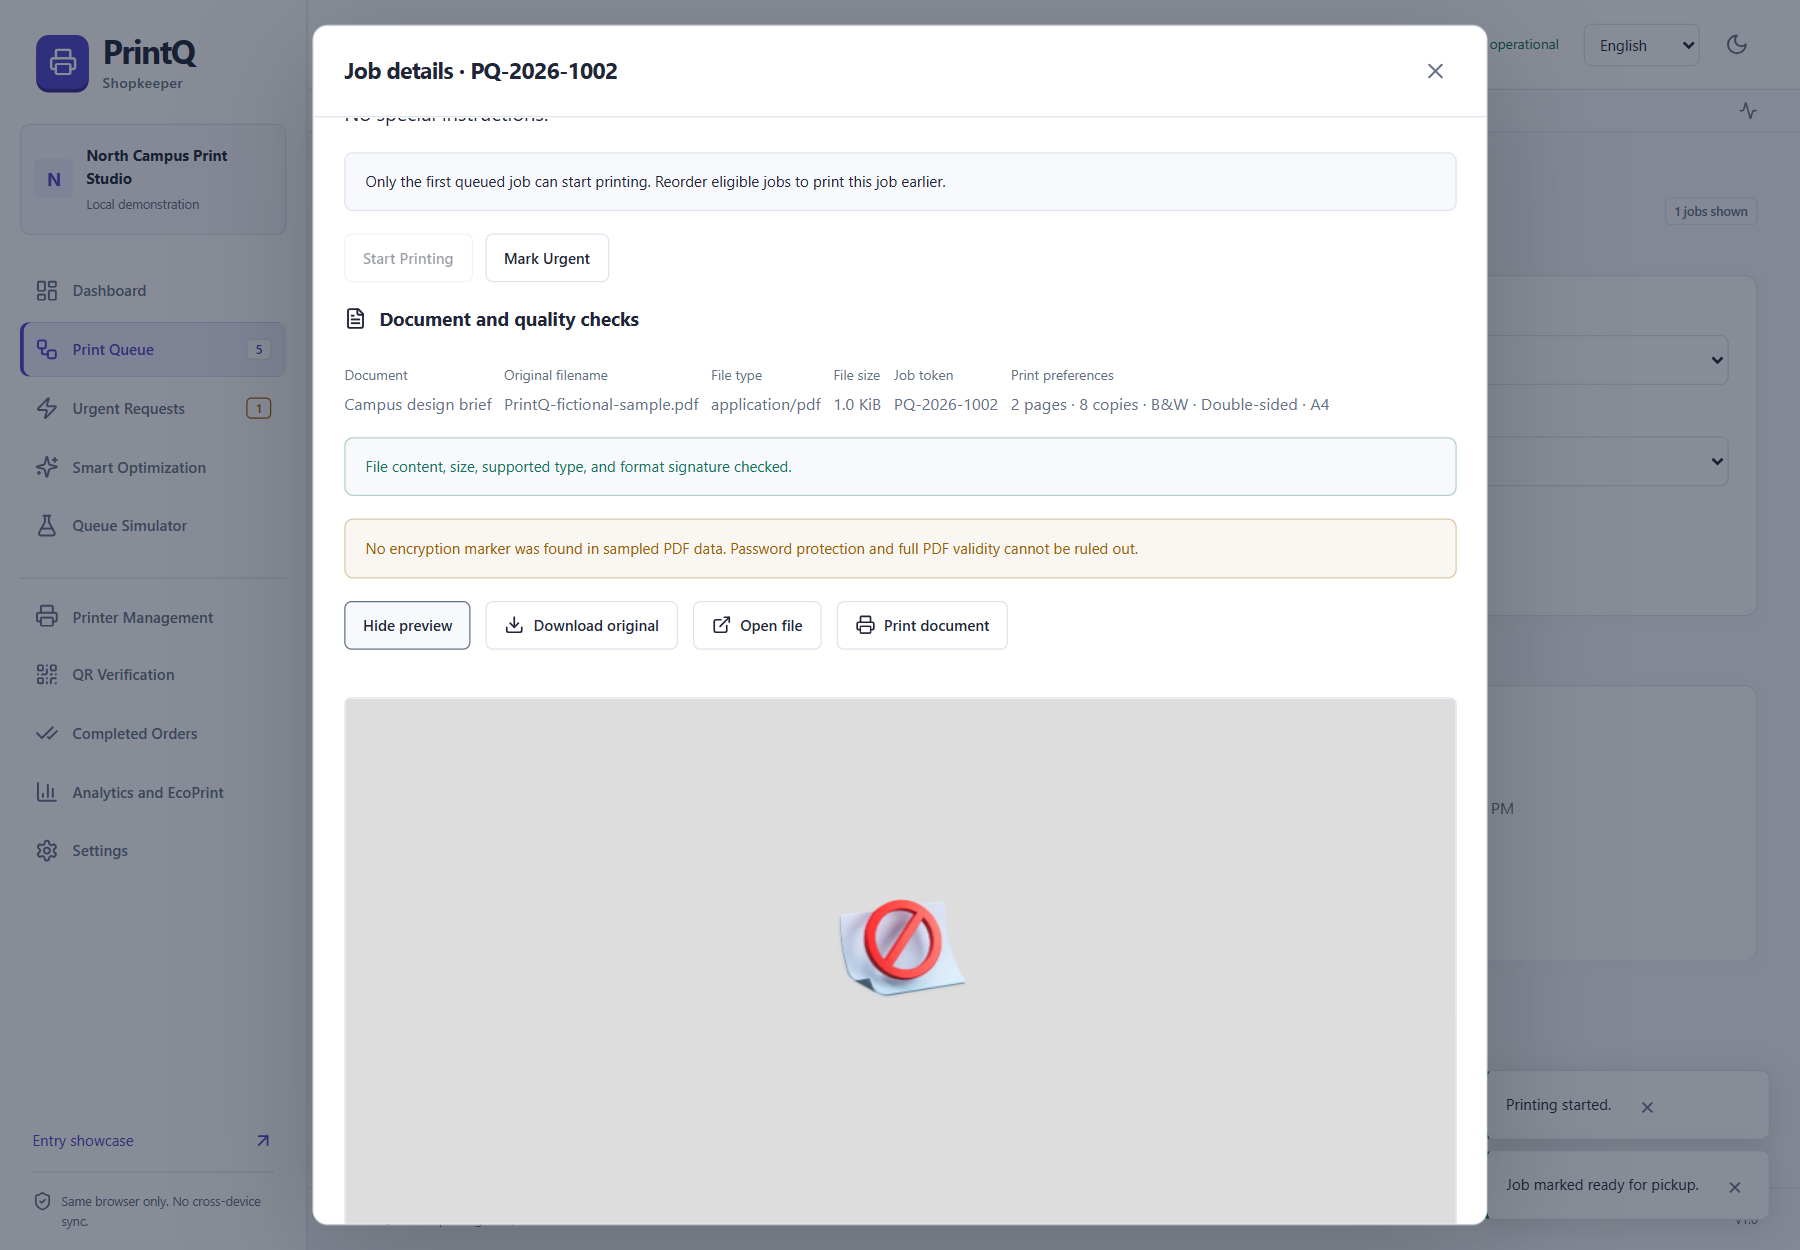 PrintQ
Shopkeeper
N
North Campus Print
Studio
Local demonstration
Dashboard
Print Queue
5
Urgent Requests
1
Smart Optimization
Queue Simulator
Printer Management
QR Verification
Completed Orders
Analytics and EcoPrint
Settings
Entry showcase
Same browser only. No cross-device
sync.
operational
English
1 jobs shown
PM
Job details · PQ-2026-1002
No special instructions.
Only the first queued job can start printing. Reorder eligible jobs to print this job earlier.
Start Printing
Mark Urgent
Document and quality checks
Document Original filename File type File size Job token Print preferences
Campus design brief PrintQ-fictional-sample.pdf application/pdf 1.0 KiB PQ-2026-1002 2 pages · 8 copies · B&W · Double-sided · A4
File content, size, supported type, and format signature checked.
No encryption marker was found in sampled PDF data. Password protection and full PDF validity cannot be ruled out.
Hide preview
Download original
Open file
Print document
Printing started.
Job marked ready for pickup.
v1.0